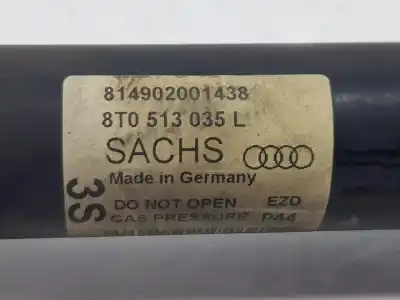 814902001438
8T0 513 035 L
SACHS
Made in Germany
3S
DO NOT OPEN EZD
GAS PRESSURE P44